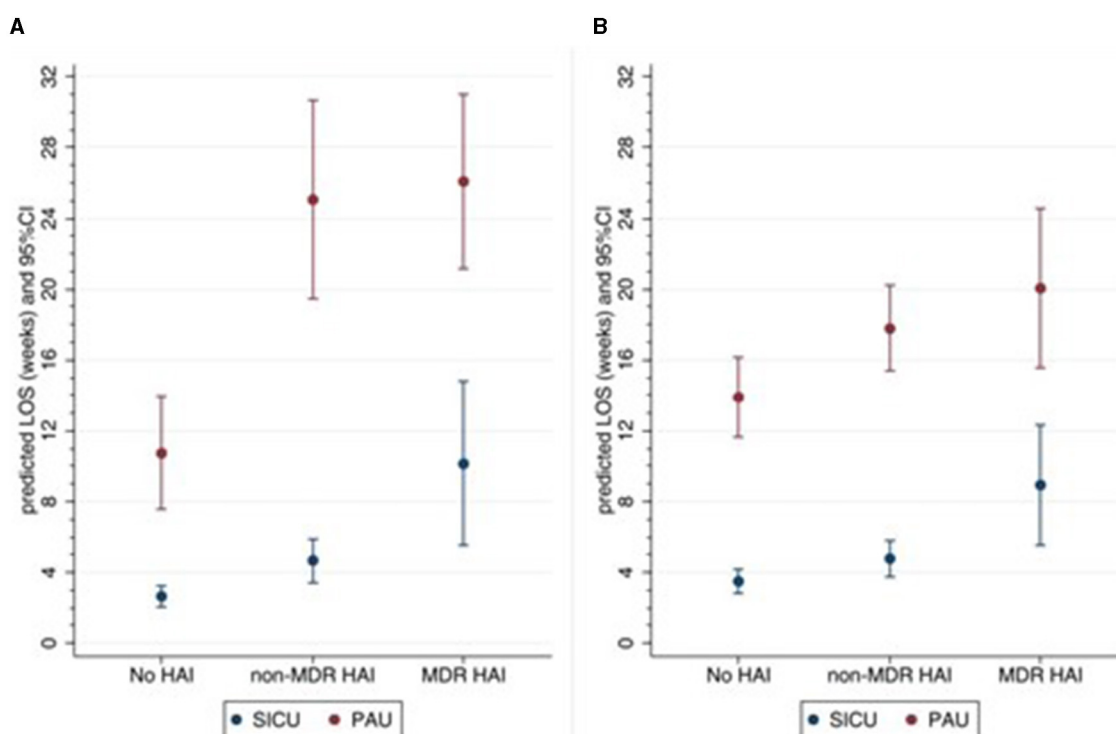 A
predicted LOS (weeks) and 95%CI
32
28
24
20
16
12
8
4
0
No HAI non-MDR HAI MDR HAI
SICU PAU
B
predicted LOS (weeks) and 95%CI
32
28
24
20
16
12
8
4
0
No HAI non-MDR HAI MDR HAI
SICU PAU